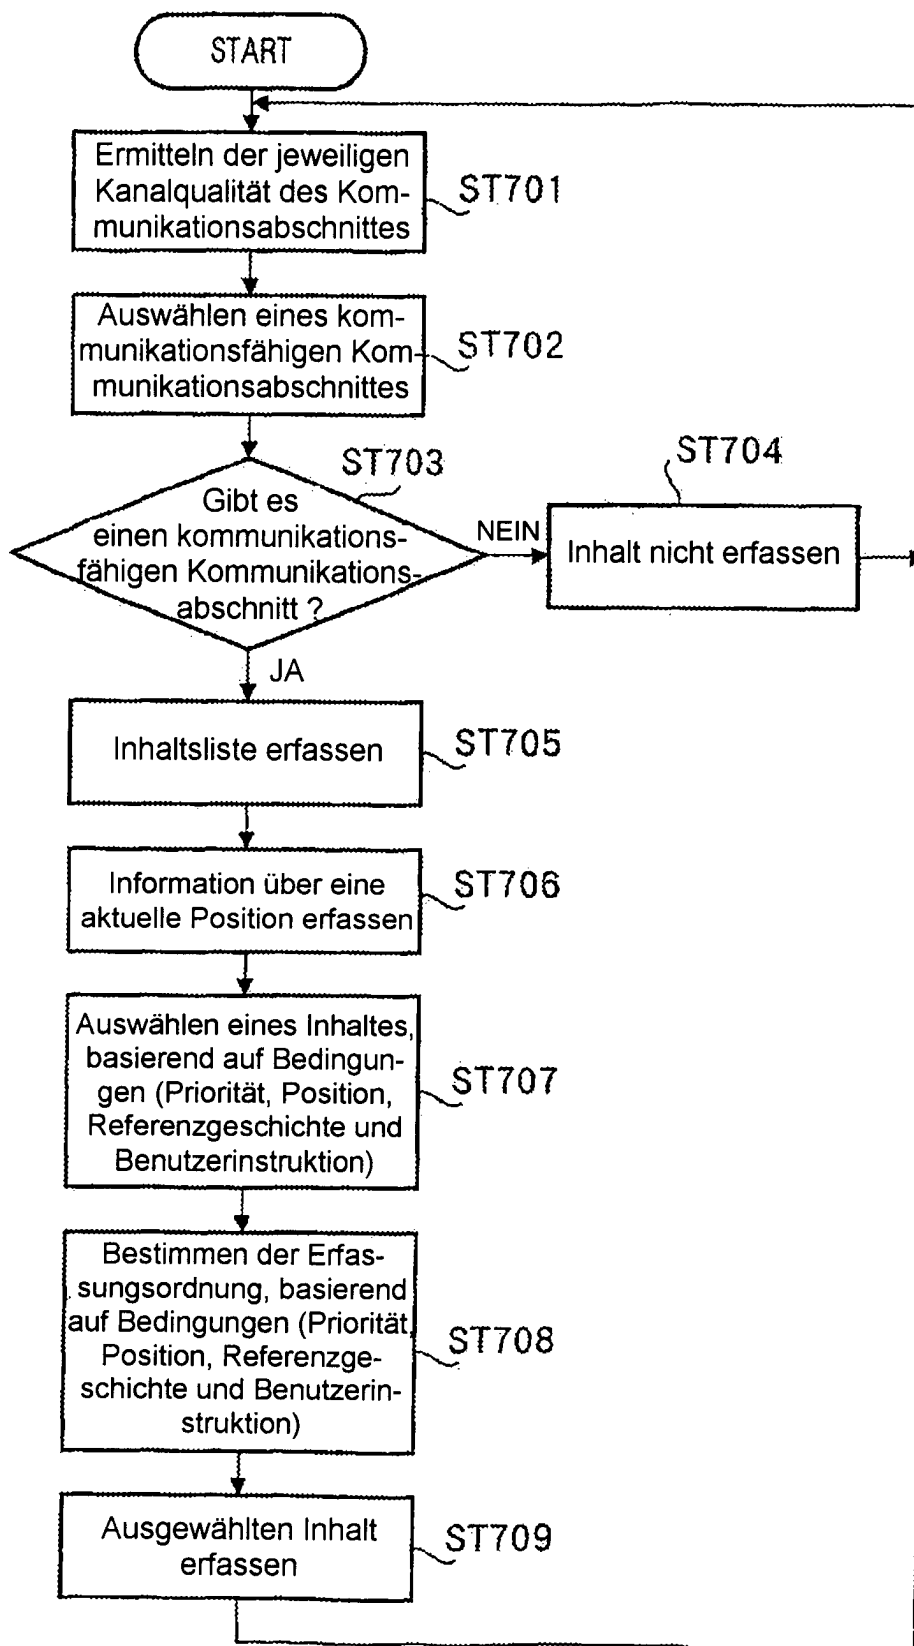 START
Ermitteln der jeweiligen
Kanalqualität des Kom-
munikationsabschnittes
ST701
Auswählen eines kom-
munikationsfähigen Kom-
munikationsabschnittes
ST702
ST703
Gibt es
einen kommunikations-
fähigen Kommunikations-
abschnitt ?
NEIN
ST704
Inhalt nicht erfassen
JA
Inhaltsliste erfassen
ST705
Information über eine
aktuelle Position erfassen
ST706
Auswählen eines Inhaltes,
basierend auf Bedingun-
gen (Priorität, Position,
Referenzgeschichte und
Benutzerinstruktion)
ST707
Bestimmen der Erfas-
sungsordnung, basierend
auf Bedingungen (Priorität,
Position, Referenzge-
schichte und Benutzerin-
struktion)
ST708
Ausgewählten Inhalt
erfassen
ST709